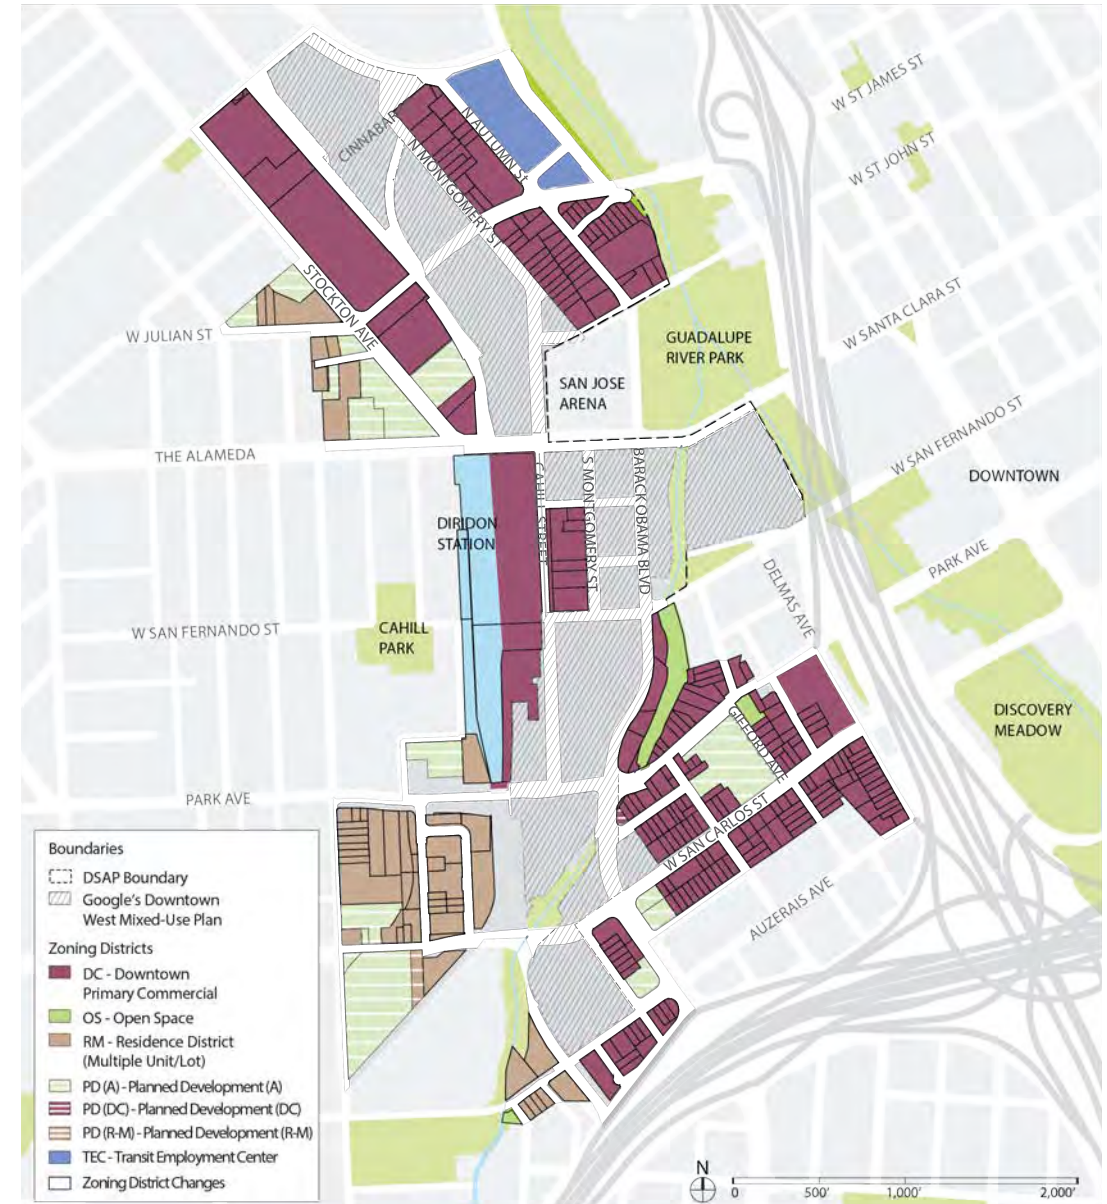 W ST JAMES ST
CINNABAR
N AUTUMN St
W ST JOHN ST
N MONTGOMERY ST
STOCKTON AVE
W SANTA CLARA ST
W JULIAN ST
GUADALUPE
RIVER PARK
SAN JOSE
ARENA
W SAN FERNANDO ST
THE ALAMEDA
DOWNTOWN
CAHILL STREET
S MONTGOMERY ST
BARACK OBAMA BLVD
DIRIDON
STATION
PARK AVE
DELMAS AVE
W SAN FERNANDO ST
CAHILL
PARK
DISCOVERY
MEADOW
GIFFORD AVE
PARK AVE
W SAN CARLOS ST
AUZERAIS AVE
Boundaries
DSAP Boundary
Google's Downtown
West Mixed-Use Plan
Zoning Districts
DC - Downtown
Primary Commercial
OS - Open Space
RM - Residence District
(Multiple Unit/Lot)
PD (A) - Planned Development (A)
PD (DC) - Planned Development (DC)
PD (R-M) - Planned Development (R-M)
TEC - Transit Employment Center
Zoning District Changes
N
0 500' 1,000' 2,000'